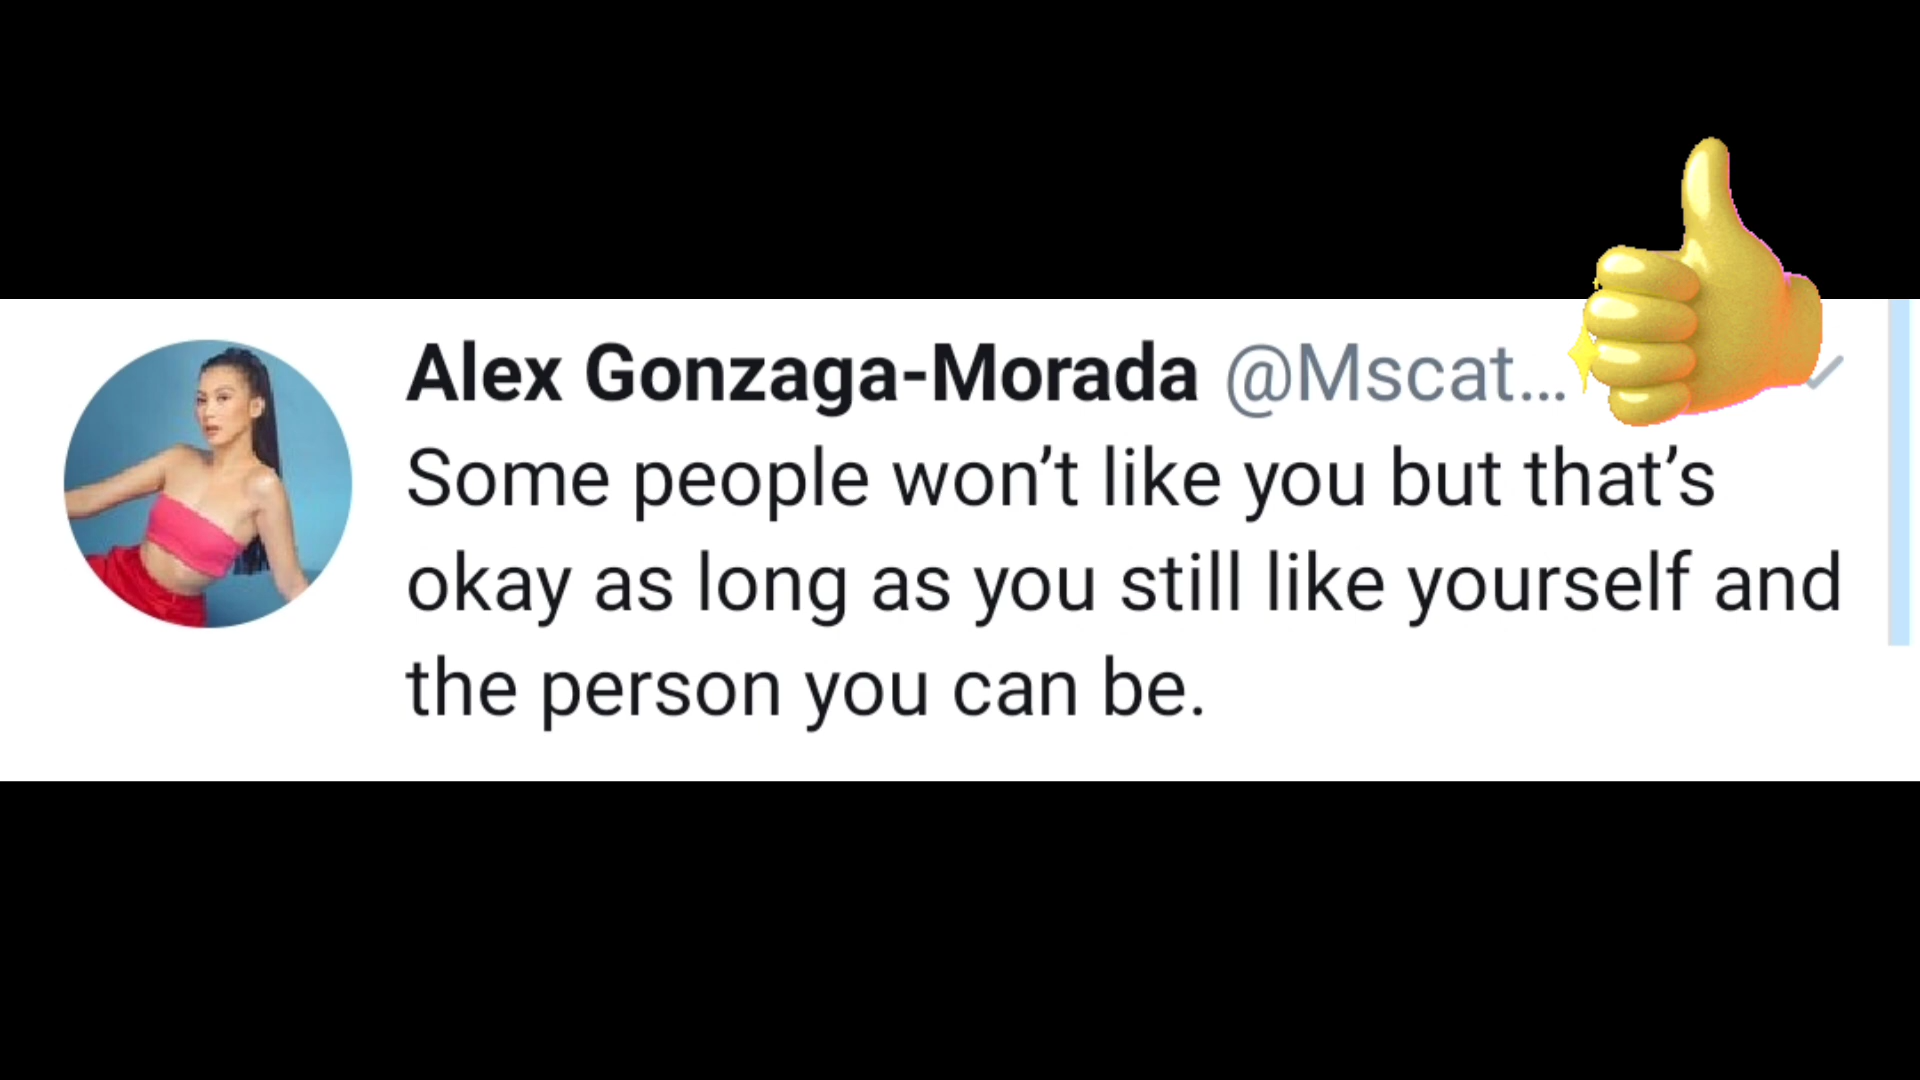 Alex Gonzaga-Morada @Mscat...
Some people won’t like you but that’s
okay as long as you still like yourself and
the person you can be.